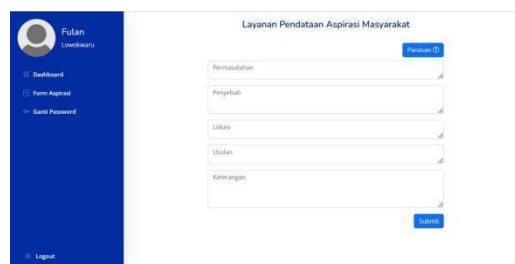 Fulan
Lowokwaru
Dashboard
Form Aspirasi
Ganti Password
Logout
Layanan Pendataan Aspirasi Masyarakat
Panduan
Permasalahan
Penyebab
Lokasi
Usulan
Keterangan
Submit